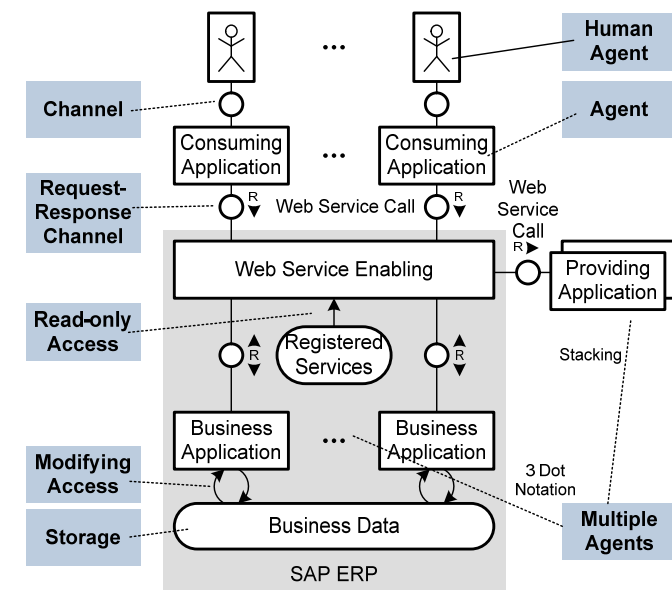 ...
Human
Agent
Channel
Agent
Consuming
Application
...
Consuming
Application
Request-
Response
Channel
R
Web Service Call
R
Web
Service
Call
R
Web Service Enabling
Providing
Application
Read-only
Access
R
Registered
Services
R
Stacking
Business
Application
...
Business
Application
Modifying
Access
3 Dot
Notation
Storage
Business Data
Multiple
Agents
SAP ERP